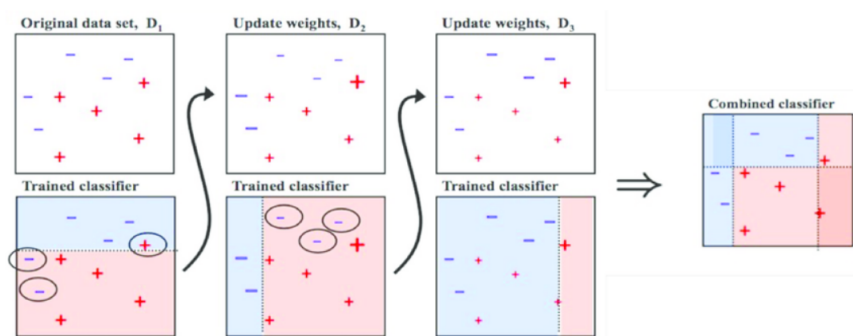 Original data set, D₁
Update weights, D₂
Update weights, D₃
Combined classifier
Trained classifier
Trained classifier
Trained classifier